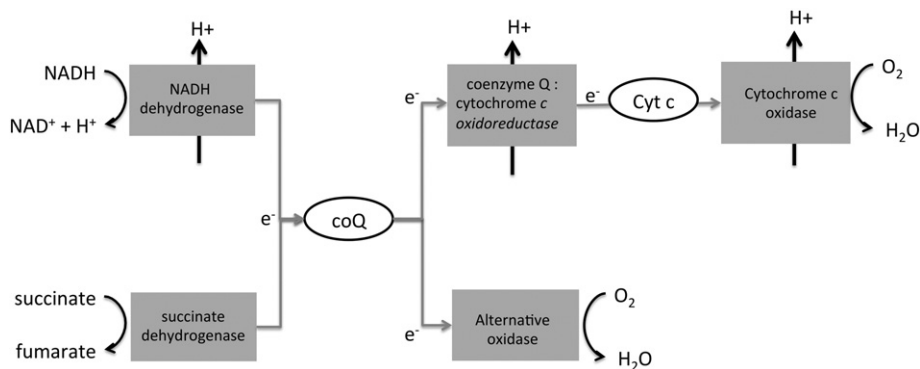 H+
H+
H+
NADH
NADH
dehydrogenase
NAD⁺ + H⁺
e⁻
coenzyme Q :
cytochrome c
oxidoreductase
e⁻
Cyt c
Cytochrome c
oxidase
O₂
H₂O
e⁻
coQ
succinate
succinate
dehydrogenase
fumarate
e⁻
Alternative
oxidase
O₂
H₂O